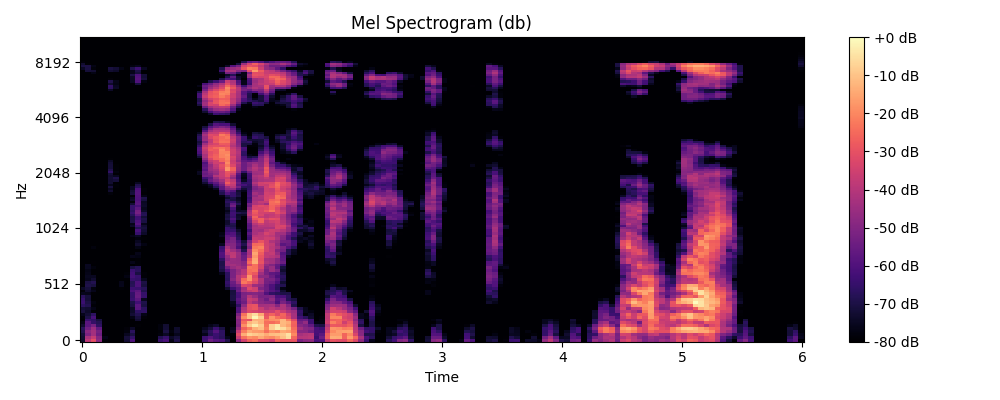 Mel Spectrogram (db)
8192
4096
2048
1024
512
0
Hz
0 1 2 3 4 5 6
Time
+0 dB
-10 dB
-20 dB
-30 dB
-40 dB
-50 dB
-60 dB
-70 dB
-80 dB